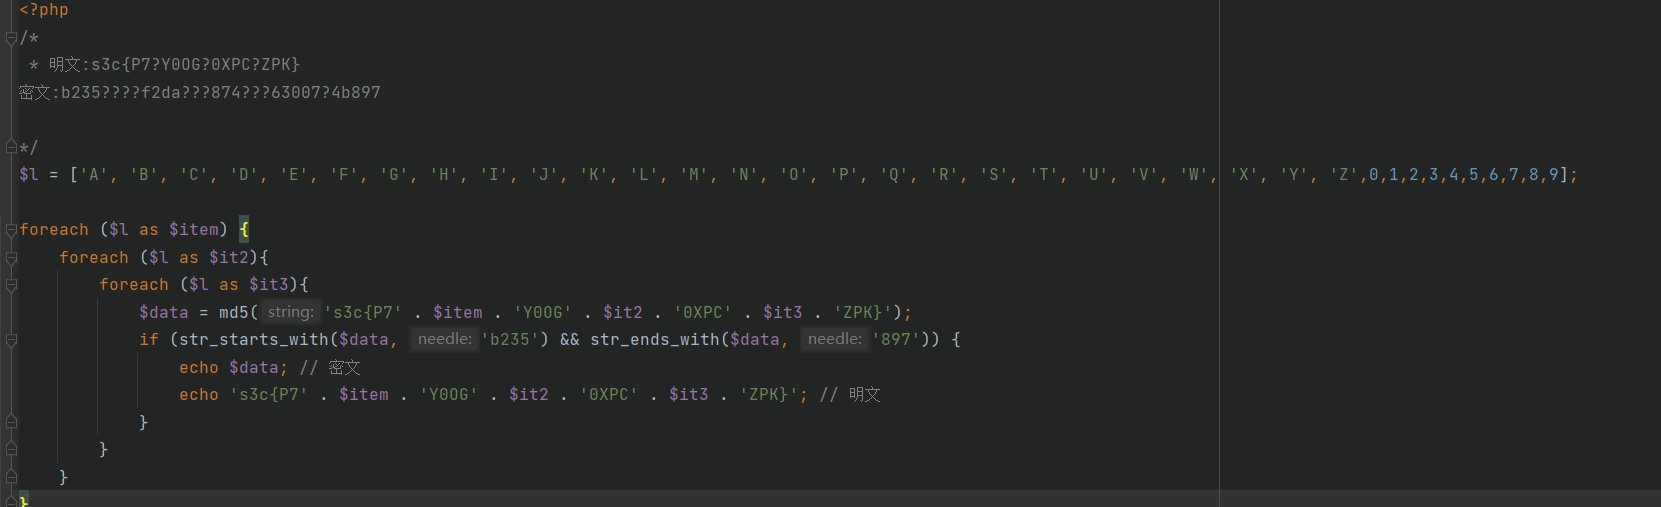 <?php
/*
 * 明文:s3c{P7?Y0OG?0XPC?ZPK}
密文:b235????f2da???874???63007?4b897
*/
$l = ['A', 'B', 'C', 'D', 'E', 'F', 'G', 'H', 'I', 'J', 'K', 'L', 'M', 'N', 'O', 'P', 'Q', 'R', 'S', 'T', 'U', 'V', 'W', 'X', 'Y', 'Z',0,1,2,3,4,5,6,7,8,9];
foreach ($l as $item) {
    foreach ($l as $it2){
        foreach ($l as $it3){
            $data = md5( string: 's3c{P7' . $item . 'Y0OG' . $it2 . '0XPC' . $it3 . 'ZPK}');
            if (str_starts_with($data, needle: 'b235') && str_ends_with($data, needle: '897')) {
                echo $data; // 密文
                echo 's3c{P7' . $item . 'Y0OG' . $it2 . '0XPC' . $it3 . 'ZPK}'; // 明文
            }
        }
    }
}